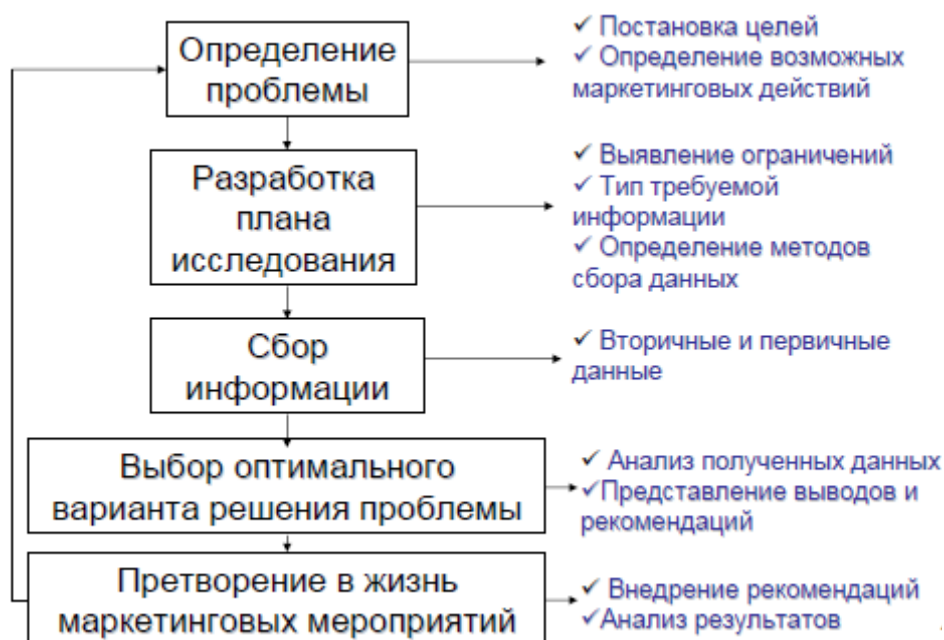 Определение
проблемы
✓ Постановка целей
✓ Определение возможных
маркетинговых действий
Разработка
плана
исследования
✓ Выявление ограничений
✓ Тип требуемой
информации
✓ Определение методов
сбора данных
Сбор
информации
✓ Вторичные и первичные
данные
Выбор оптимального
варианта решения проблемы
✓ Анализ полученных данных
✓Представление выводов и
рекомендаций
Претворение в жизнь
маркетинговых мероприятий
✓ Внедрение рекомендаций
✓Анализ результатов